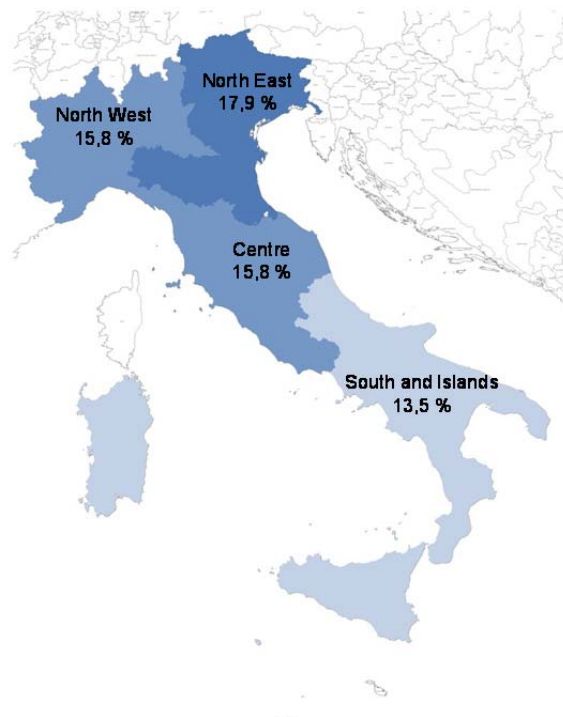 North East
17,9 %
North West
15,8 %
Centre
15,8 %
South and Islands
13,5 %